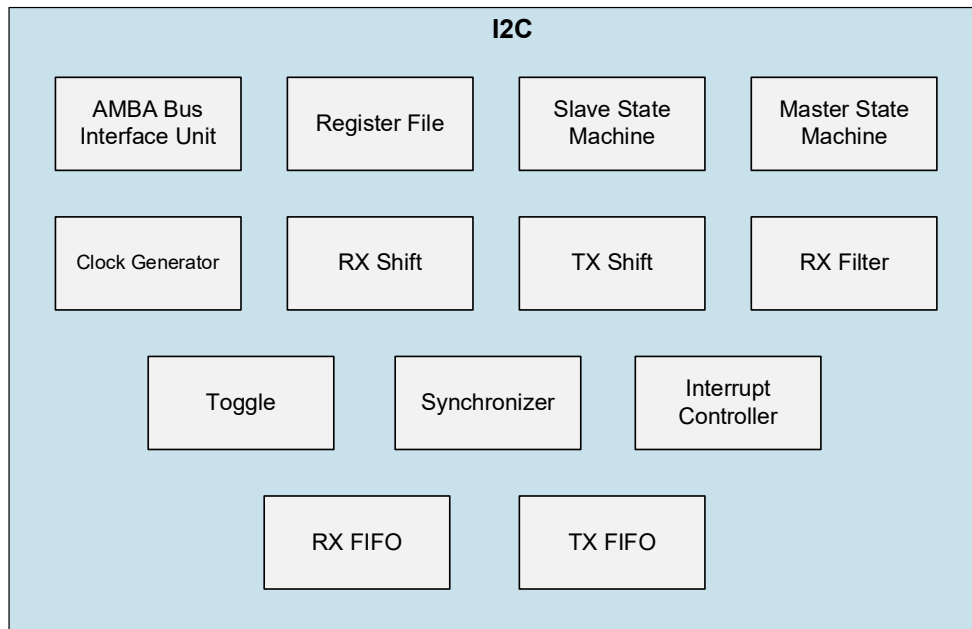 I2C
AMBA Bus
Interface Unit
Register File
Slave State
Machine
Master State
Machine
Clock Generator
RX Shift
TX Shift
RX Filter
Toggle
Synchronizer
Interrupt
Controller
RX FIFO
TX FIFO